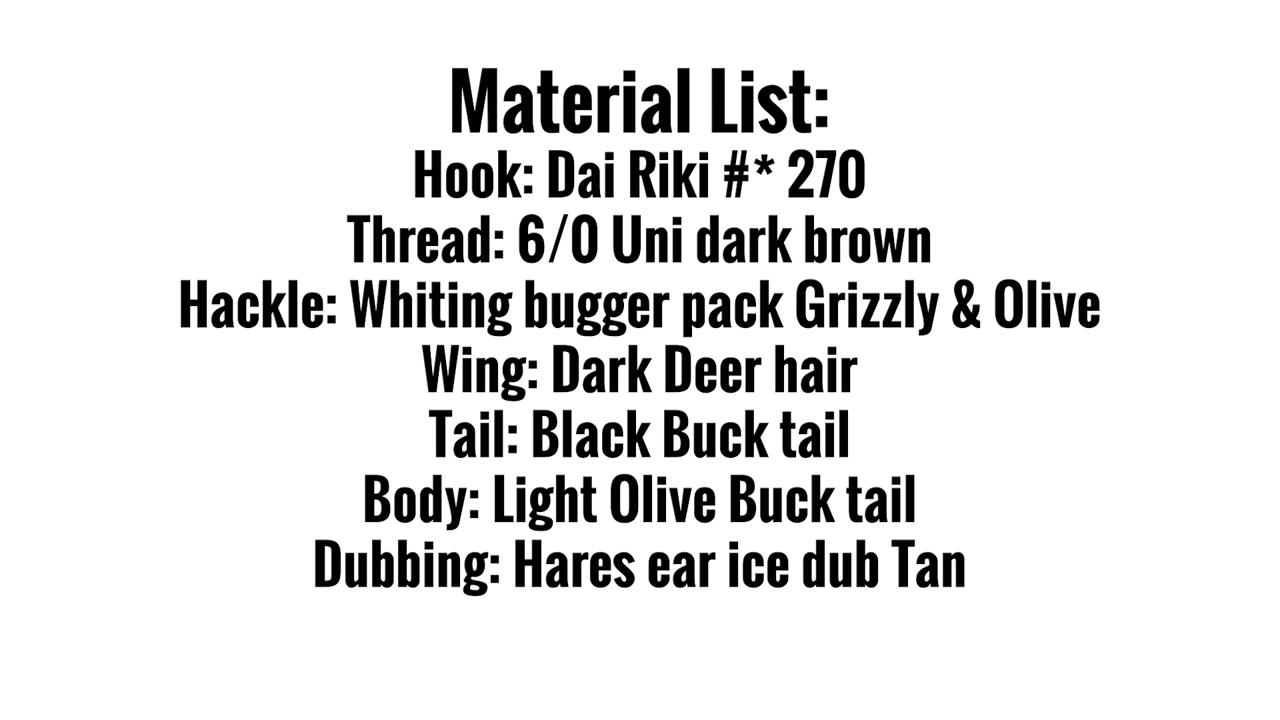 Material List:
Hook: Dai Riki #* 270
Thread: 6/0 Uni dark brown
Hackle: Whiting bugger pack Grizzly & Olive
Wing: Dark Deer hair
Tail: Black Buck tail
Body: Light Olive Buck tail
Dubbing: Hares ear ice dub Tan